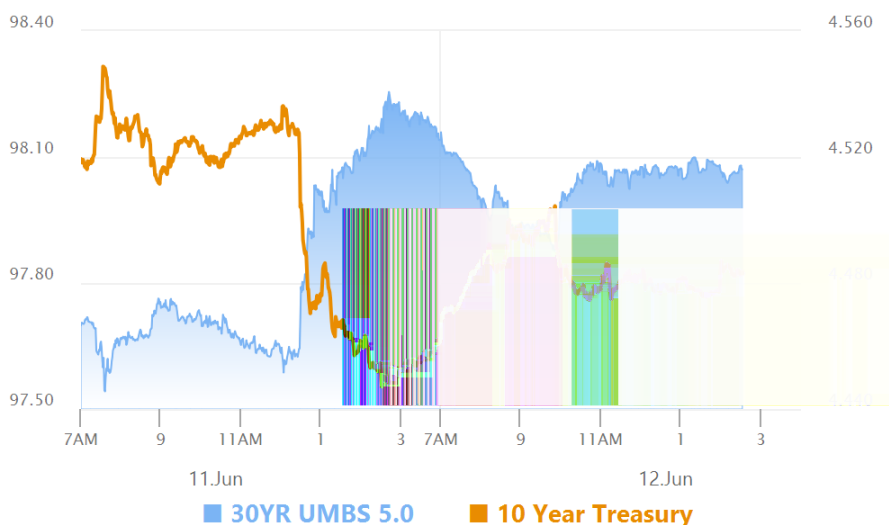 98.40 4.560
98.10 4.520
97.80 4.480
97.50
7AM 9 11AM 1 3 7AM 9 11AM 1 3
11.Jun 12.Jun
30YR UMBS 5.0 10 Year Treasury